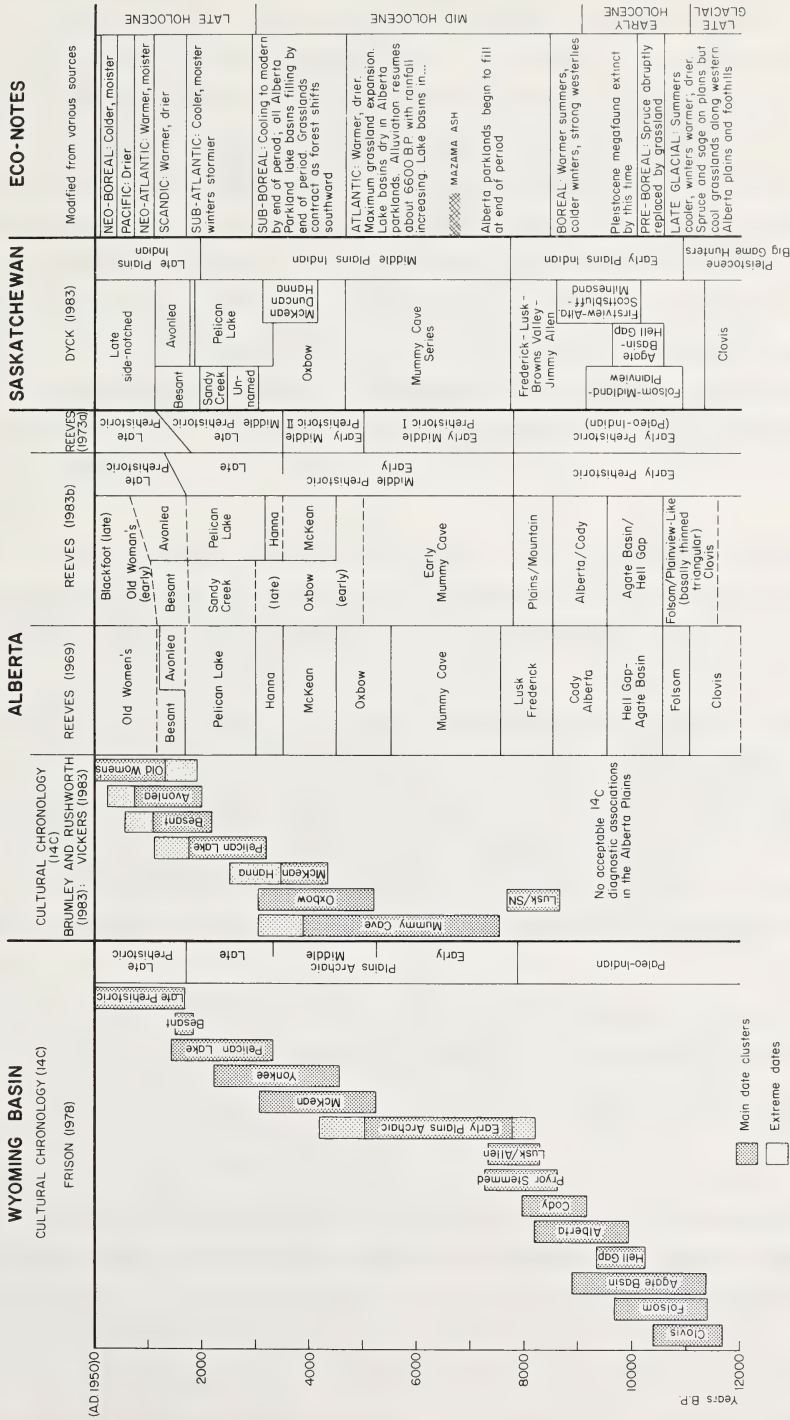 WYOMING BASIN
CULTURAL CHRONOLOGY (14C)
FRISON (1978)
(A.D. 1950) 0
2000
4000
6000
8000
10000
12000
Years B.P.
Clovis
Folsom
Agate Basin
Hell Gap
Alberta
Cody
Pryor Stemmed
Lusk/Allen
Early Plains Archaic
McKean
Yonkee
Pelican Lake
Besant
Late Prehistoric
Late
Prehistoric
Late
Middle
Plains Archaic
Early
Paleo-Indian
Main date clusters
Extreme dates
ALBERTA
CULTURAL CHRONOLOGY
(14C)
BRUMLEY AND RUSHWORTH
(1983): VICKERS (1983)
Mummy Cave
Oxbow
Lusk/SN
Hanna
McKean
Pelican Lake
Besant
Avonlea
Old Womens
No acceptable 14C
diagnostic associations
in the Alberta Plains
REEVES (1969)
Old Women's
Besant
Avonlea
Pelican Lake
Hanna
McKean
Oxbow
Mummy Cave
Lusk
Frederick
Cody
Alberta
Hell Gap-
Agate Basin
Folsom
Clovis
REEVES (1983b)
Blackfoot (late)
Old Woman's
(early)
Besant
Avonlea
Sandy
Creek
Pelican
Lake
(late)
Hanna
Oxbow
McKean
(early)
Early
Mummy Cave
Plains/Mountain
Alberta/Cody
Agate Basin/
Hell Gap
Folsom/Plainview-Like
(basally thinned
triangular)
Clovis
Late
Prehistoric
Late
Middle Prehistoric
Early
Early Prehistoric
REEVES
(1973a)
Late
Prehistoric
Late
Middle
Prehistoric
Early Middle
Prehistoric II
Early Middle
Prehistoric I
Early Prehistoric
(Paleo-Indian)
SASKATCHEWAN
DYCK (1983)
Late
side-notched
Besant
Avonlea
Sandy
Creek
Pelican
Lake
Un-
named
McKean
Duncan
Hanna
Oxbow
Mummy Cave
Series
Frederick-Lusk-
Browns Valley-
Jimmy Allen
Folsom-Midland-
Plainview
Agate
Basin-
Hell Gap
Firstview-Alta.
Scottsbluff-
Milnesand
Clovis
Late Plains
Indian
Middle Plains Indian
Early Plains Indian
Pleistocene
Big Game Hunters
ECO-NOTES
Modified from various sources
NEO-BOREAL: Colder, moister
PACIFIC: Drier
NEO-ATLANTIC: Warmer, moister
SCANDIC: Warmer, drier
SUB-ATLANTIC: Cooler, moister
winters stormier
SUB-BOREAL: Cooling to modern
by end of period; all Alberta
Parkland lake basins filling by
end of period. Grasslands
contract as forest shifts
southward
ATLANTIC: Warmer, drier.
Maximum grassland expansion.
Lake basins dry in Alberta
parklands. Alluviation resumes
about 6600 B.P. with rainfall
increasing. Lake basins in...
MAZAMA ASH
Alberta parklands begin to fill
at end of period
BOREAL: Warmer summers,
colder winters, strong westerlies
Pleistocene megafauna extinct
by this time
PRE-BOREAL: Spruce abruptly
replaced by grassland
LATE GLACIAL: Summers
cooler, winters warmer; drier.
Spruce and sage on plains but
cool grasslands along western
Alberta plains and foothills
LATE HOLOCENE
MID HOLOCENE
EARLY
HOLOCENE
LATE
GLACIAL